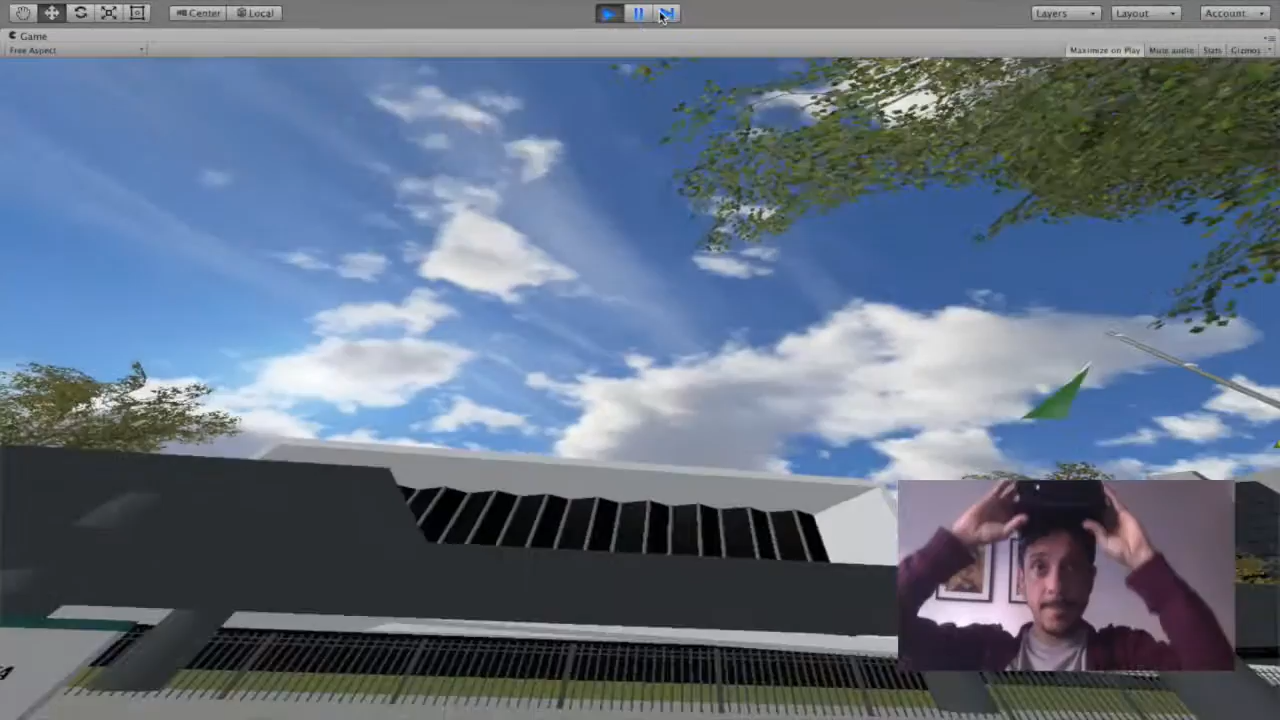 Center Local Layers Layout Account
Game
Free Aspect Maximize on Play Mute audio Stats Gizmos